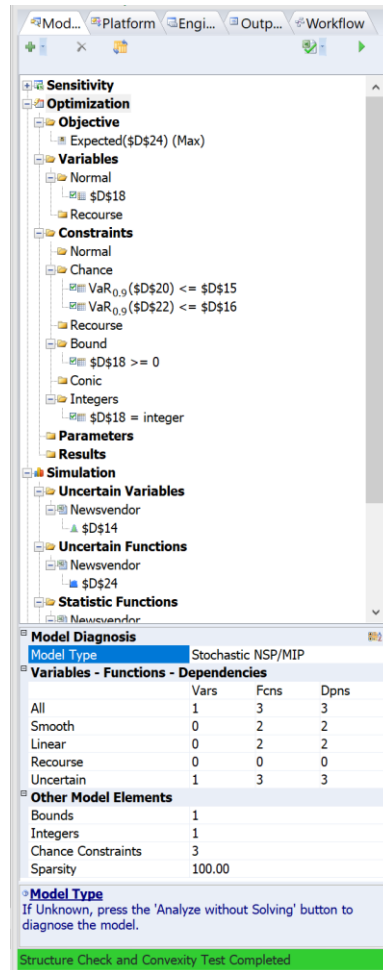 Mod... Platform Engi... Outp... Workflow
Sensitivity
Optimization
Objective
Expected($D$24) (Max)
Variables
Normal
$D$18
Recourse
Constraints
Normal
Chance
VaR0.9($D$20) <= $D$15
VaR0.9($D$22) <= $D$16
Recourse
Bound
$D$18 >= 0
Conic
Integers
$D$18 = integer
Parameters
Results
Simulation
Uncertain Variables
Newsvendor
$D$14
Uncertain Functions
Newsvendor
$D$24
Statistic Functions
Newsvendor
Model Diagnosis
Model Type Stochastic NSP/MIP
Variables - Functions - Dependencies
Vars Fcns Dpns
All 1 3 3
Smooth 0 2 2
Linear 0 2 2
Recourse 0 0 0
Uncertain 1 3 3
Other Model Elements
Bounds 1
Integers 1
Chance Constraints 3
Sparsity 100.00
Model Type
If Unknown, press the 'Analyze without Solving' button to
diagnose the model.
Structure Check and Convexity Test Completed